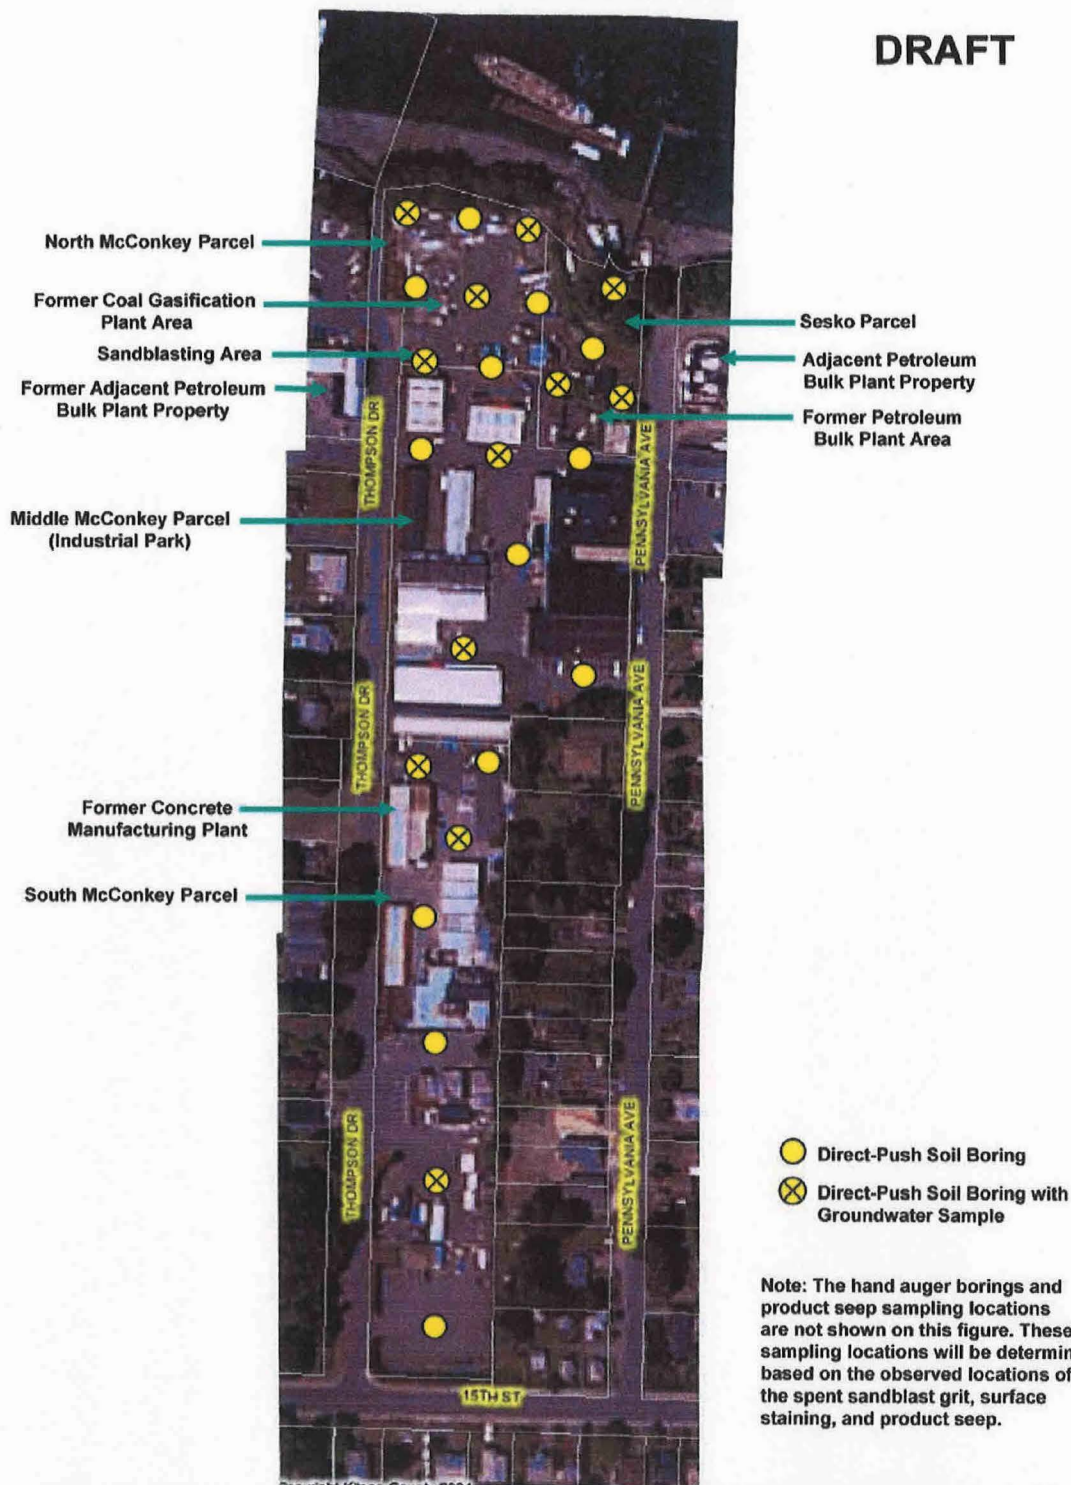 DRAFT
North McConkey Parcel
Former Coal Gasification
Plant Area
Sandblasting Area
Former Adjacent Petroleum
Bulk Plant Property
Middle McConkey Parcel
(Industrial Park)
Former Concrete
Manufacturing Plant
South McConkey Parcel
Sesko Parcel
Adjacent Petroleum
Bulk Plant Property
Former Petroleum
Bulk Plant Area
THOMPSON DR
THOMPSON DR
THOMPSON DR
PENNSYLVANIA AVE
PENNSYLVANIA AVE
PENNSYLVANIA AVE
15TH ST
Direct-Push Soil Boring
Direct-Push Soil Boring with
Groundwater Sample
Note: The hand auger borings and
product seep sampling locations
are not shown on this figure. These
sampling locations will be determin
based on the observed locations of
the spent sandblast grit, surface
staining, and product seep.